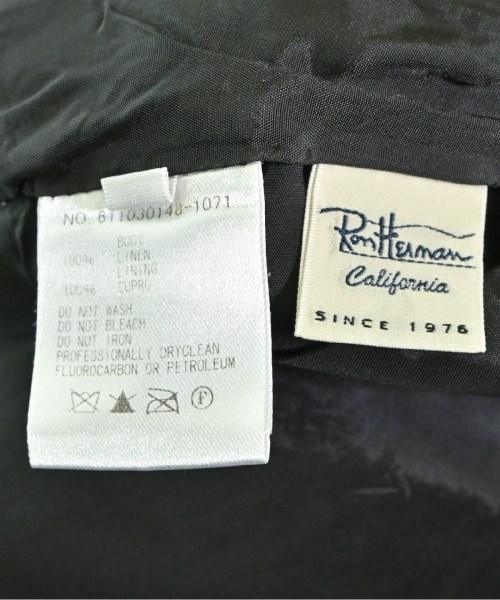 NO. 611030148-1071
BODY
100% LINEN
LINING
100% CUPRO
DO NOT WASH
DO NOT BLEACH
DO NOT IRON
PROFESSIONALLY DRYCLEAN
FLUOROCARBON OR PETROLEUM
F
Ron Herman
California
SINCE 1976